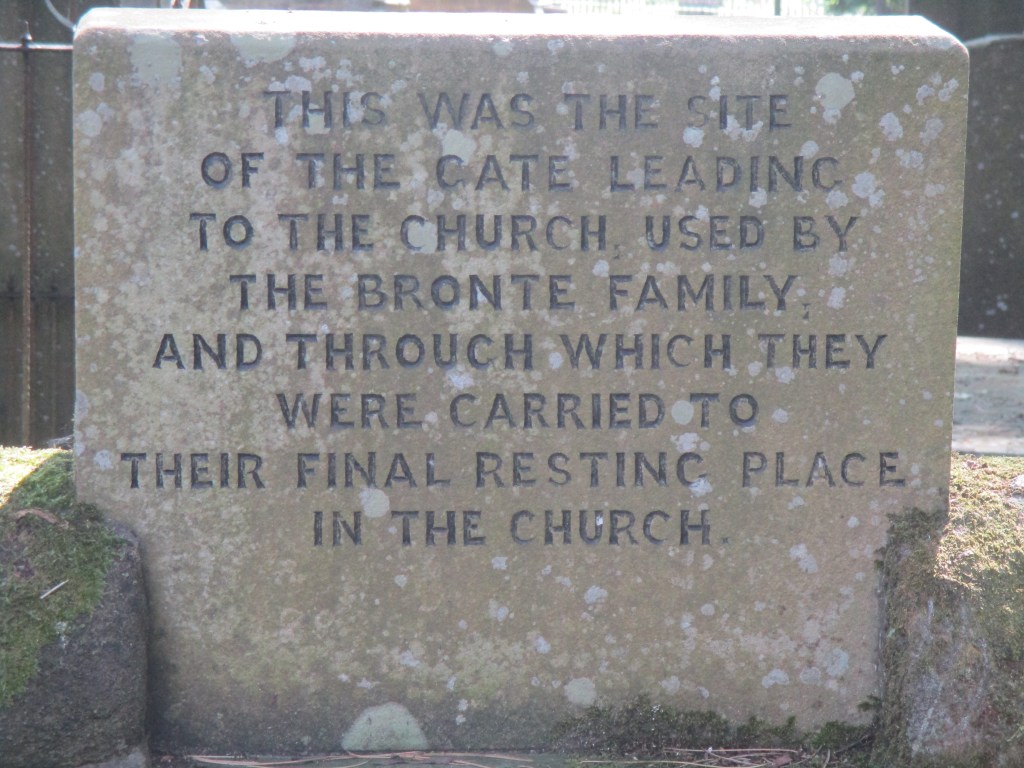 THIS WAS THE SITE
OF THE GATE LEADING
TO THE CHURCH, USED BY
THE BRONTE FAMILY,
AND THROUGH WHICH THEY
WERE CARRIED TO
THEIR FINAL RESTING PLACE
IN THE CHURCH.